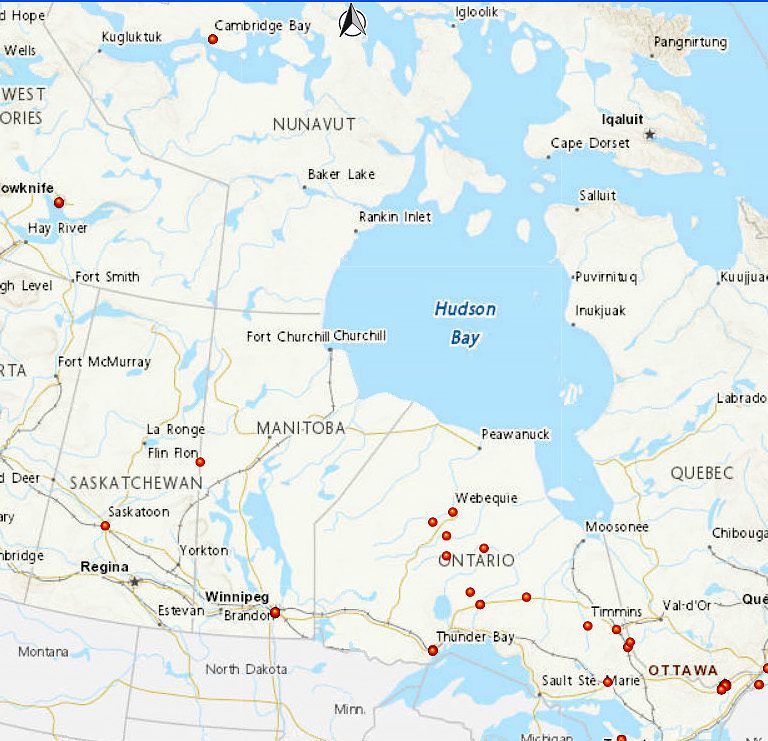 Igloolik
d Hope
Cambridge Bay
Kugluktuk
Pangnirtung
Wells
WEST
ORIES
NUNAVUT
Iqaluit
Cape Dorset
Baker Lake
owknife
Salluit
Rankin Inlet
Hay River
Fort Smith
Puvirnituq
Kuujjua
gh Level
Hudson
Bay
Inukjuak
Fort Churchill
Churchill
Fort McMurray
RTA
Labrado
La Ronge
MANITOBA
Peawanuck
Flin Flon
d Deer
SASKATCHEWAN
QUEBEC
Webequie
Saskatoon
ary
Moosonee
Chibouga
Yorkton
nbridge
ONTARIO
Regina
Winnipeg
Val-d'Or
Qué
Estevan
Brandon
Timmins
Thunder Bay
Montana
North Dakota
OTTAWA
Sault Ste. Marie
Minn.
Michigan